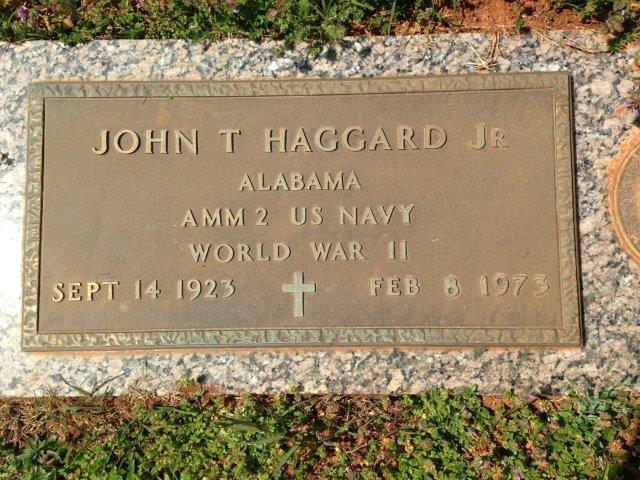 JOHN T HAGGARD JR
ALABAMA
AMM2 US NAVY
WORLD WAR II
SEPT 14 1923 FEB 8 1973